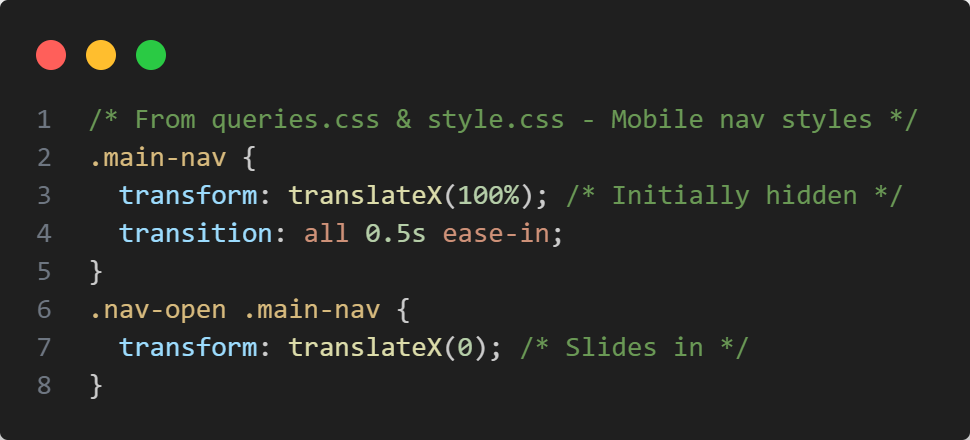 1 /* From queries.css & style.css - Mobile nav styles */
2 .main-nav {
3   transform: translateX(100%); /* Initially hidden */
4   transition: all 0.5s ease-in;
5 }
6 .nav-open .main-nav {
7   transform: translateX(0); /* Slides in */
8 }